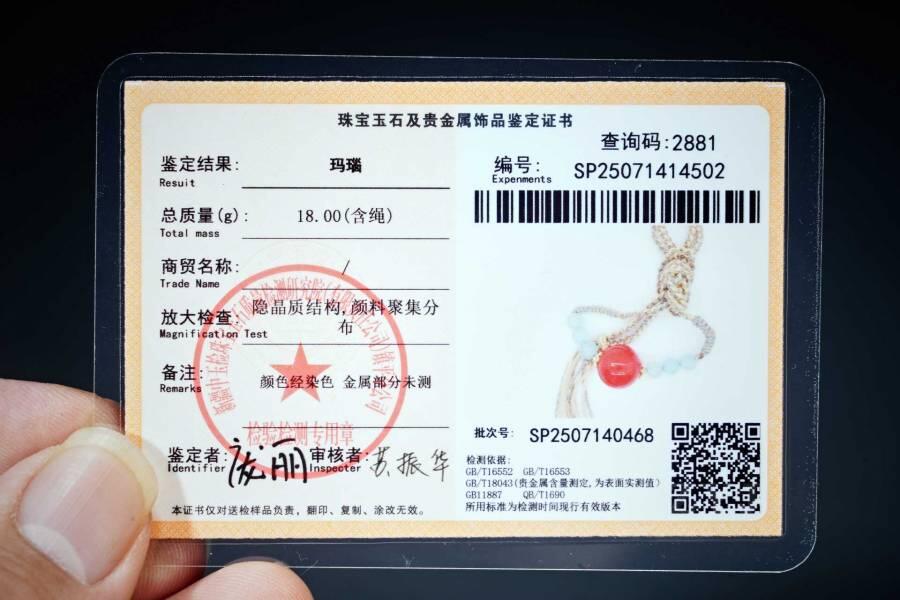 珠宝玉石及贵金属饰品鉴定证书
查询码:2881
鉴定结果: 玛瑙
Resuit
编号: SP25071414502
Expenments
总质量(g): 18.00(含绳)
Total mass
商贸名称: /
Trade Name
放大检查: 隐晶质结构,颜料聚集分布
Magnification Test
备注: 颜色经染色 金属部分未测
Remarks
检验检测专用章
鉴定者:
Identifier
审核者: 苏振华
Inspecter
本证书仅对送检样品负责，翻印、复制、涂改无效。
批次号: SP2507140468
检测依据:
GB/T16552 GB/T16553
GB/T18043(贵金属含量测定,为表面实测值)
GB11887 QB/T1690
所用标准为检测时间现行有效版本